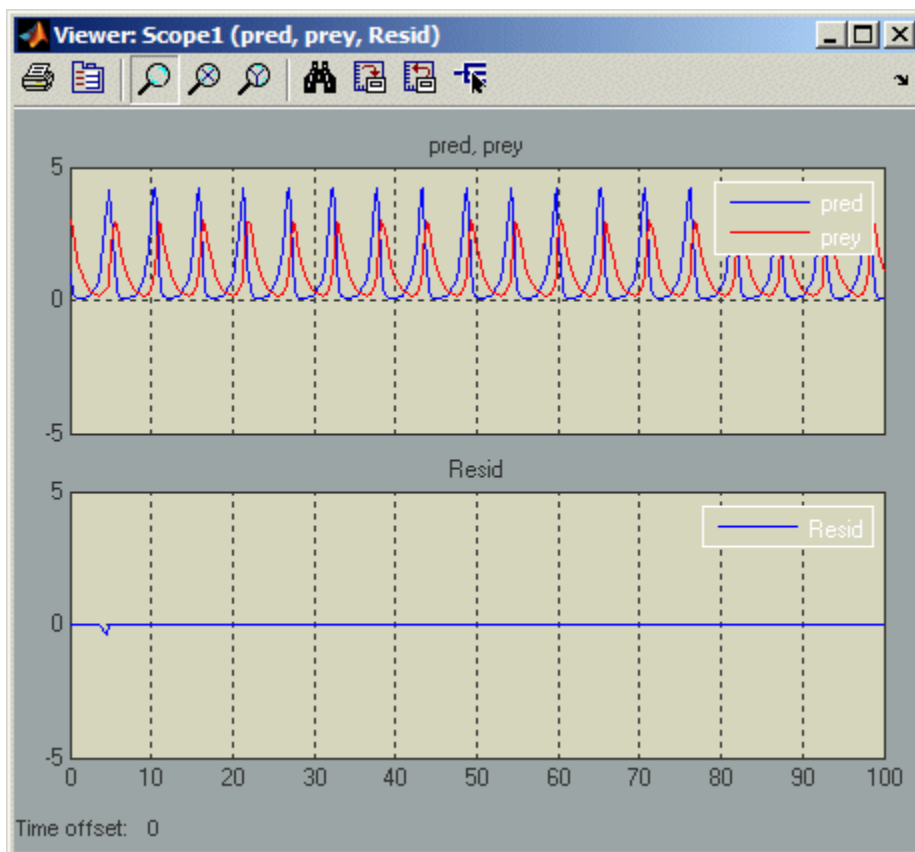 Viewer: Scope1 (pred, prey, Resid)
pred, prey
5
0
-5
pred
prey
Resid
5
0
-5
Resid
0 10 20 30 40 50 60 70 80 90 100
Time offset: 0